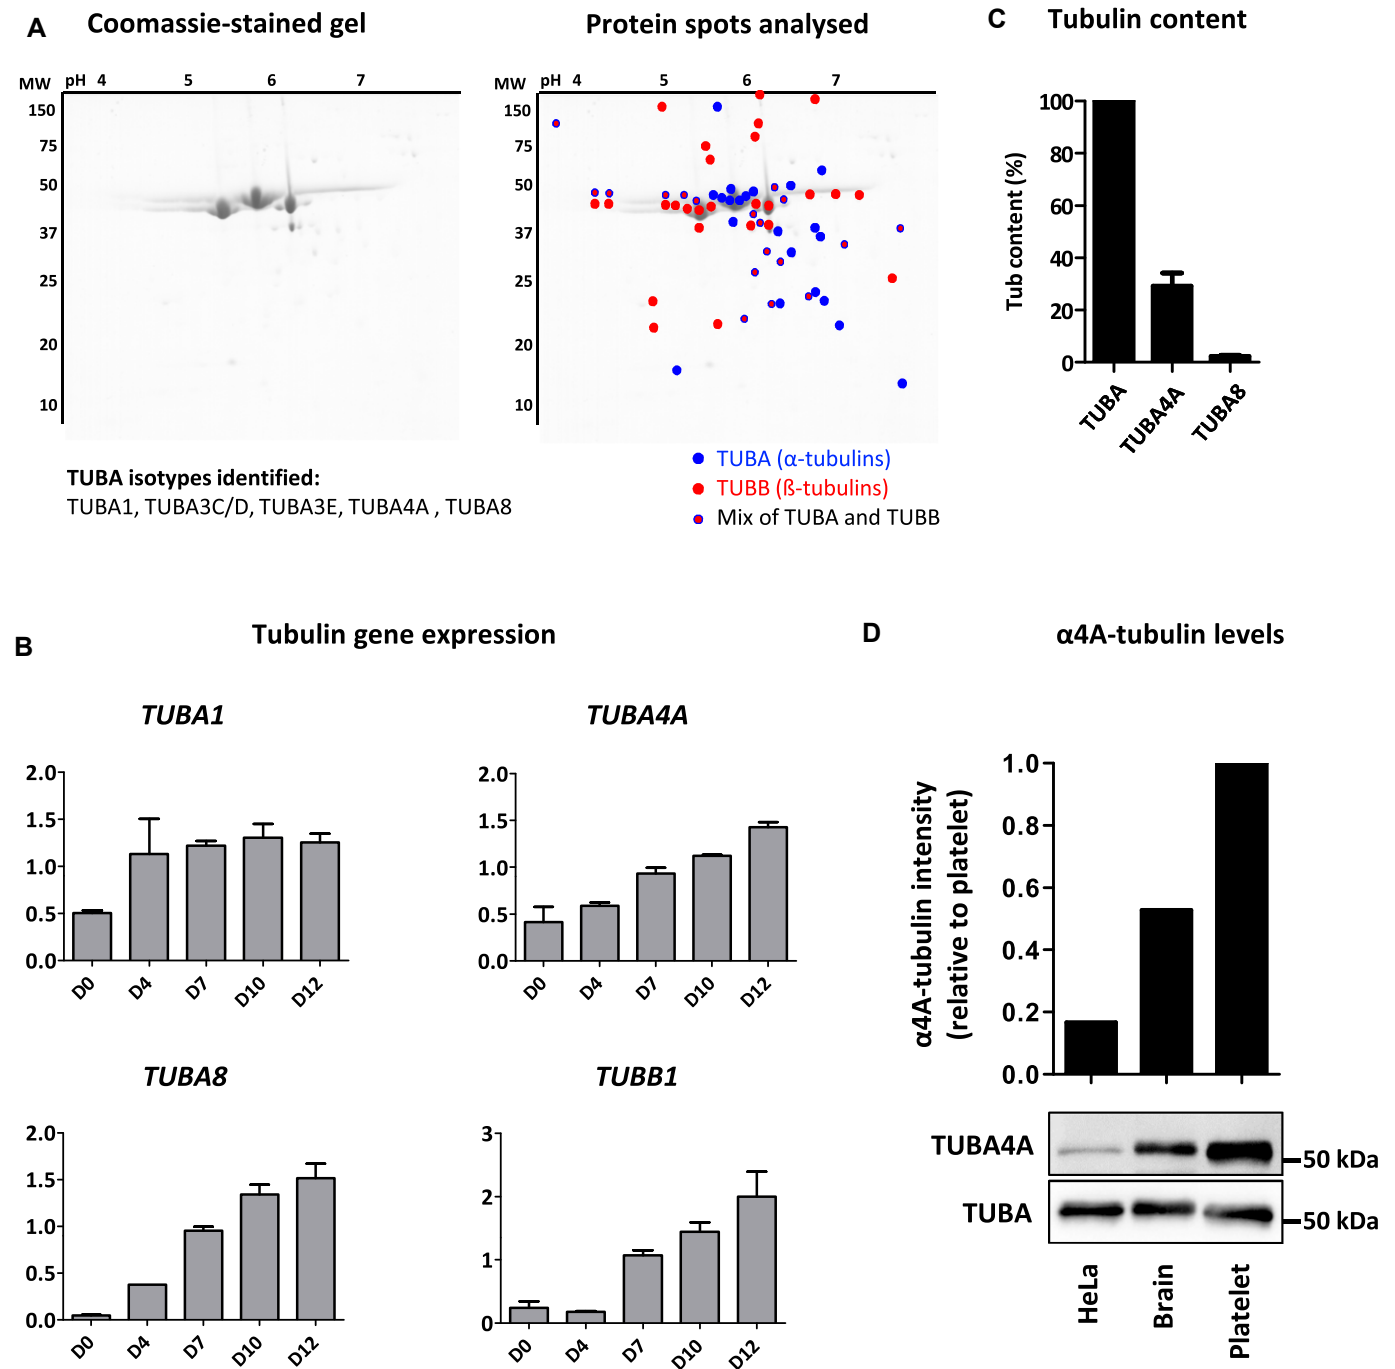 A
Coomassie-stained gel
MW pH 4 5 6 7
150
75
50
37
25
20
10
TUBA isotypes identified:
TUBA1, TUBA3C/D, TUBA3E, TUBA4A , TUBA8
Protein spots analysed
MW pH 4 5 6 7
150
75
50
37
25
20
10
TUBA (α-tubulins)
TUBB (ß-tubulins)
Mix of TUBA and TUBB
C
Tubulin content
Tub content (%)
100
80
60
40
20
0
TUBA
TUBA4A
TUBA8
B
Tubulin gene expression
TUBA1
2.0
1.5
1.0
0.5
0.0
D0 D4 D7 D10 D12
TUBA4A
2.0
1.5
1.0
0.5
0.0
D0 D4 D7 D10 D12
TUBA8
2.0
1.5
1.0
0.5
0.0
D0 D4 D7 D10 D12
TUBB1
3
2
1
0
D0 D4 D7 D10 D12
D
α4A-tubulin levels
α4A-tubulin intensity
(relative to platelet)
1.0
0.8
0.6
0.4
0.2
0.0
TUBA4A
50 kDa
TUBA
50 kDa
HeLa
Brain
Platelet